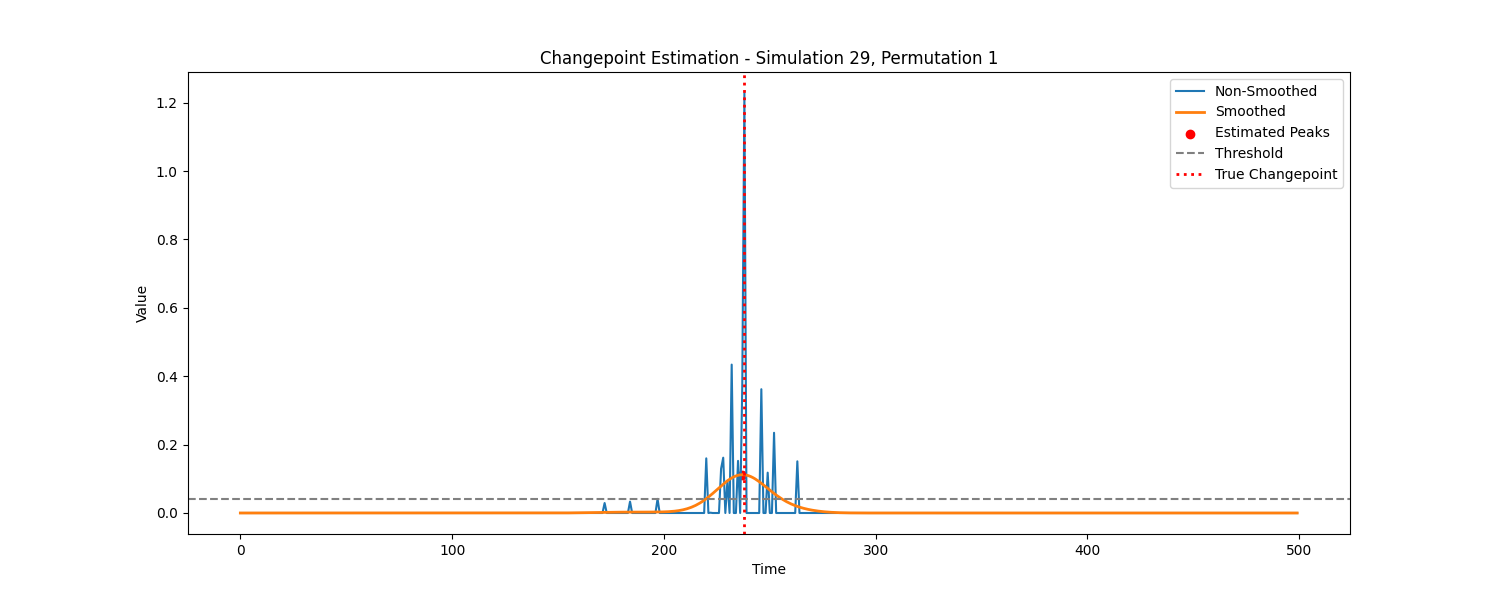 Changepoint Estimation - Simulation 29, Permutation 1
Non-Smoothed
Smoothed
Estimated Peaks
Threshold
True Changepoint
1.2
1.0
0.8
0.6
0.4
0.2
0.0
Value
0 100 200 300 400 500
Time